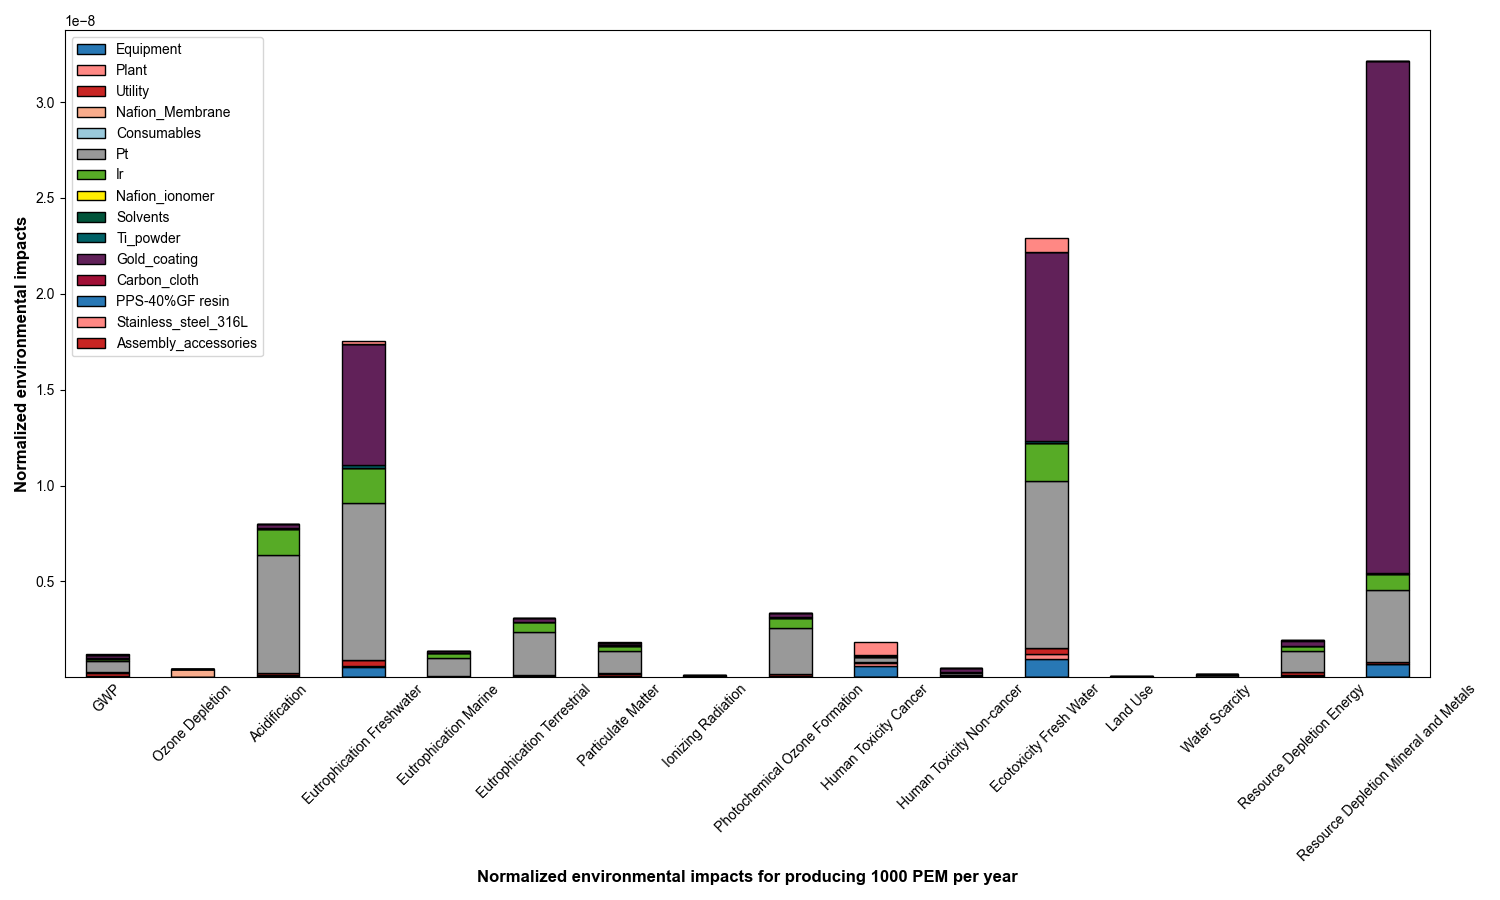 1e−8
3.0
2.5
2.0
1.5
1.0
0.5
Normalized environmental impacts
Equipment
Plant
Utility
Nafion_Membrane
Consumables
Pt
Ir
Nafion_ionomer
Solvents
Ti_powder
Gold_coating
Carbon_cloth
PPS-40%GF resin
Stainless_steel_316L
Assembly_accessories
GWP
Ozone Depletion
Acidification
Eutrophication Freshwater
Eutrophication Marine
Eutrophication Terrestrial
Particulate Matter
Ionizing Radiation
Photochemical Ozone Formation
Human Toxicity Cancer
Human Toxicity Non-cancer
Ecotoxicity Fresh Water
Land Use
Water Scarcity
Resource Depletion Energy
Resource Depletion Mineral and Metals
Normalized environmental impacts for producing 1000 PEM per year